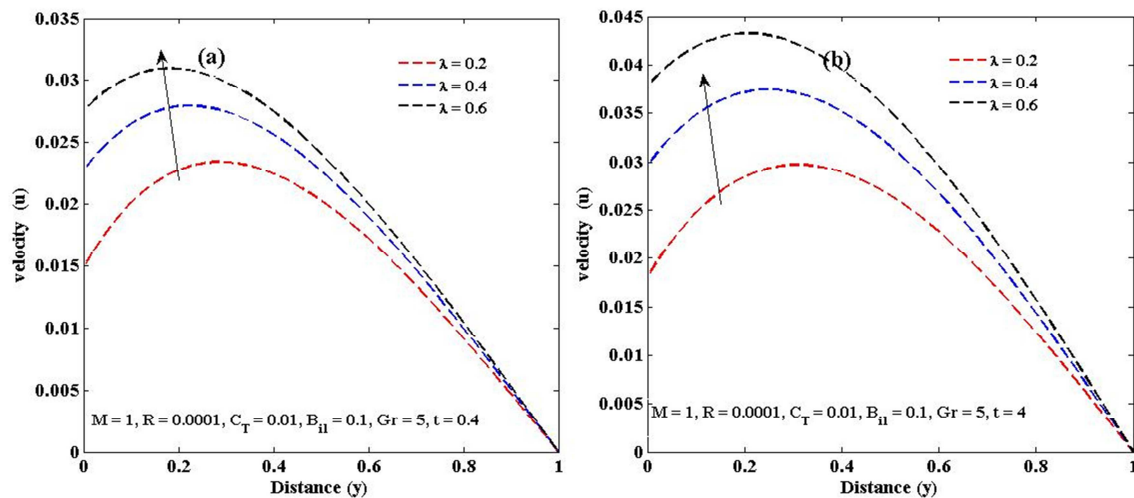 0.035
0.03
0.025
0.02
0.015
0.01
0.005
0
velocity (u)
(a)
λ = 0.2
λ = 0.4
λ = 0.6
M = 1, R = 0.0001, C_T = 0.01, B_i1 = 0.1, Gr = 5, t = 0.4
0 0.2 0.4 0.6 0.8 1
Distance (y)
0.045
0.04
0.035
0.03
0.025
0.02
0.015
0.01
0.005
0
velocity (u)
(b)
λ = 0.2
λ = 0.4
λ = 0.6
M = 1, R = 0.0001, C_T = 0.01, B_i1 = 0.1, Gr = 5, t = 4
0 0.2 0.4 0.6 0.8 1
Distance (y)